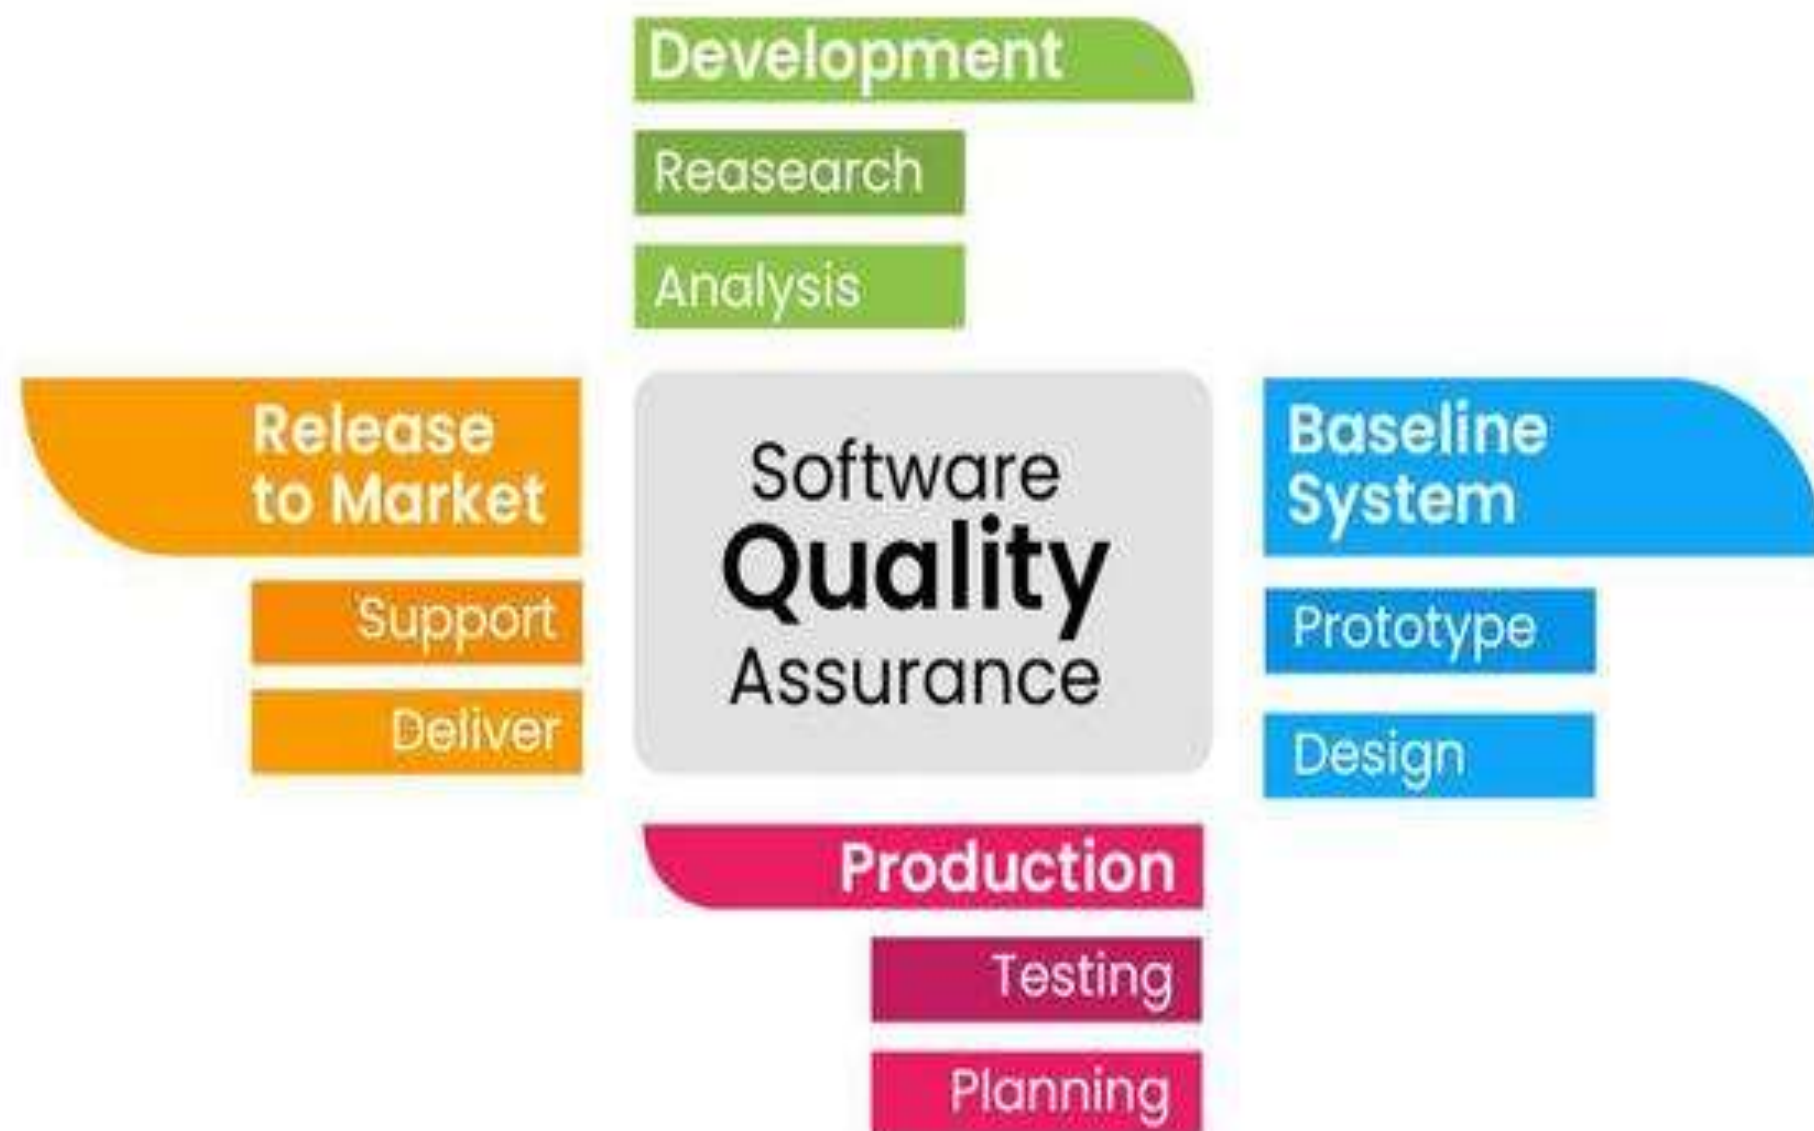 Development
Reasearch
Analysis
Release
to Market
Support
Deliver
Software
Quality
Assurance
Baseline
System
Prototype
Design
Production
Testing
Planning